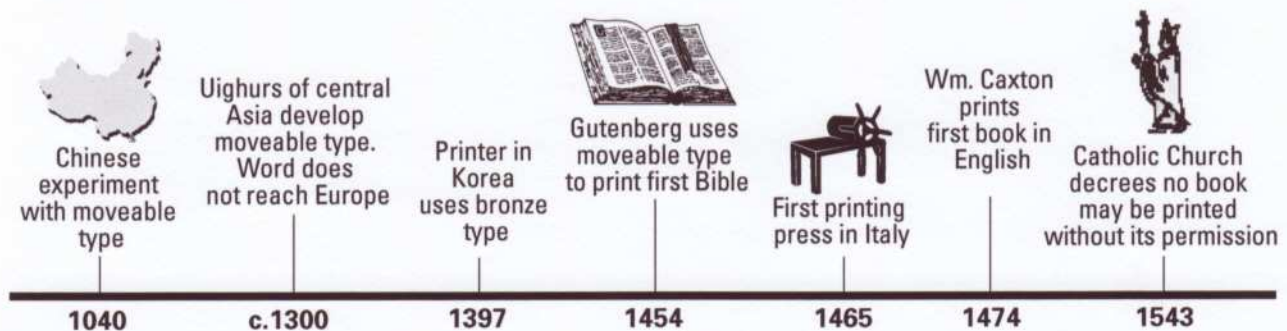 Chinese
experiment
with moveable
type
Uighurs of central
Asia develop
moveable type.
Word does
not reach Europe
Printer in
Korea
uses bronze
type
Gutenberg uses
moveable type
to print first Bible
First printing
press in Italy
Wm. Caxton
prints
first book in
English
Catholic Church
decrees no book
may be printed
without its permission
1040
c.1300
1397
1454
1465
1474
1543